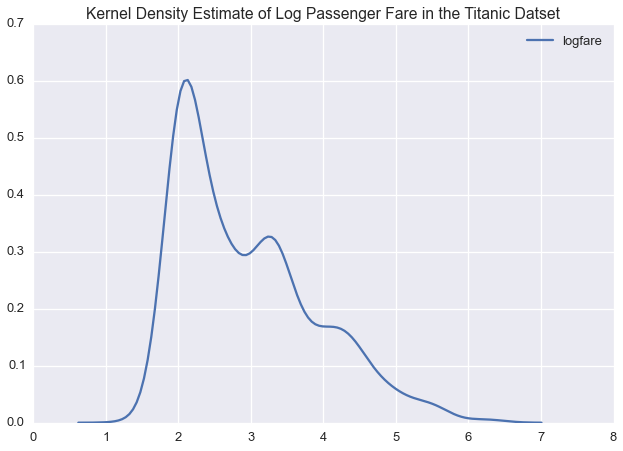 Kernel Density Estimate of Log Passenger Fare in the Titanic Datset
logfare
0.7
0.6
0.5
0.4
0.3
0.2
0.1
0.0
0 1 2 3 4 5 6 7 8